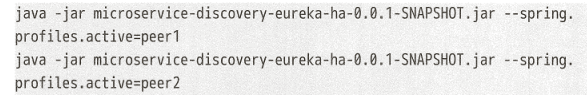 java -jar microservice-discovery-eureka-ha-0.0.1-SNAPSHOT.jar --spring.
profiles.active=peer1
java -jar microservice-discovery-eureka-ha-0.0.1-SNAPSHOT.jar --spring.
profiles.active=peer2